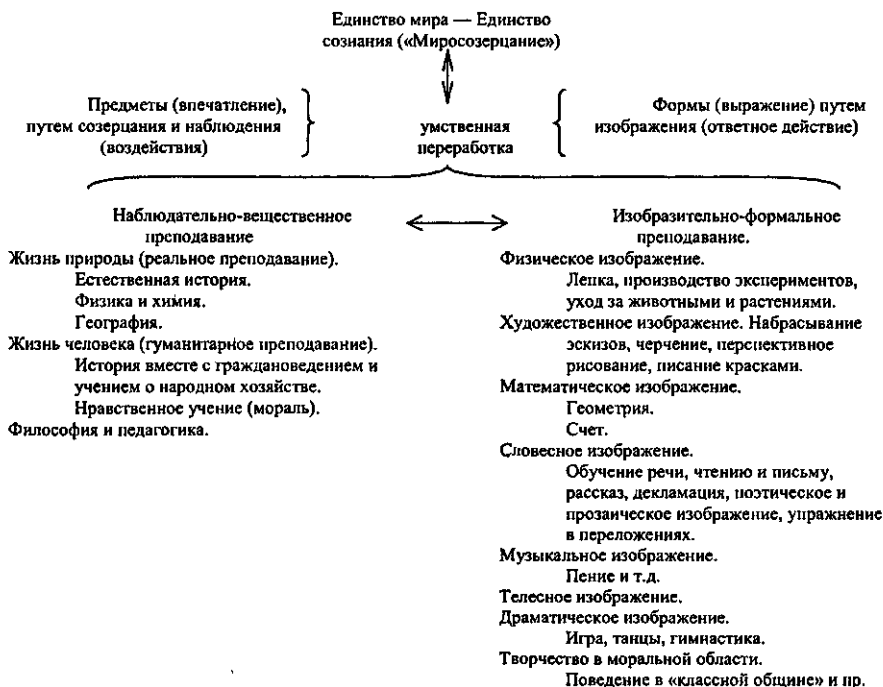 Единство мира — Единство
сознания («Миросозерцание»)
Предметы (впечатление),
путем созерцания и наблюдения
(воздействия)
умственная
переработка
Формы (выражение) путем
изображения (ответное действие)
Наблюдательно-вещественное
преподавание
Жизнь природы (реальное преподавание).
Естественная история.
Физика и химия.
География.
Жизнь человека (гуманитарное преподавание).
История вместе с граждановедением и
учением о народном хозяйстве.
Нравственное учение (мораль).
Философия и педагогика.
Изобразительно-формальное
преподавание.
Физическое изображение.
Лепка, производство экспериментов,
уход за животными и растениями.
Художественное изображение. Набрасывание
эскизов, черчение, перспективное
рисование, писание красками.
Математическое изображение.
Геометрия.
Счет.
Словесное изображение.
Обучение речи, чтению и письму,
рассказ, декламация, поэтическое и
прозаическое изображение, упражнение
в переложениях.
Музыкальное изображение.
Пение и т.д.
Телесное изображение.
Драматическое изображение.
Игра, танцы, гимнастика.
Творчество в моральной области.
Поведение в «классной общине» и пр.